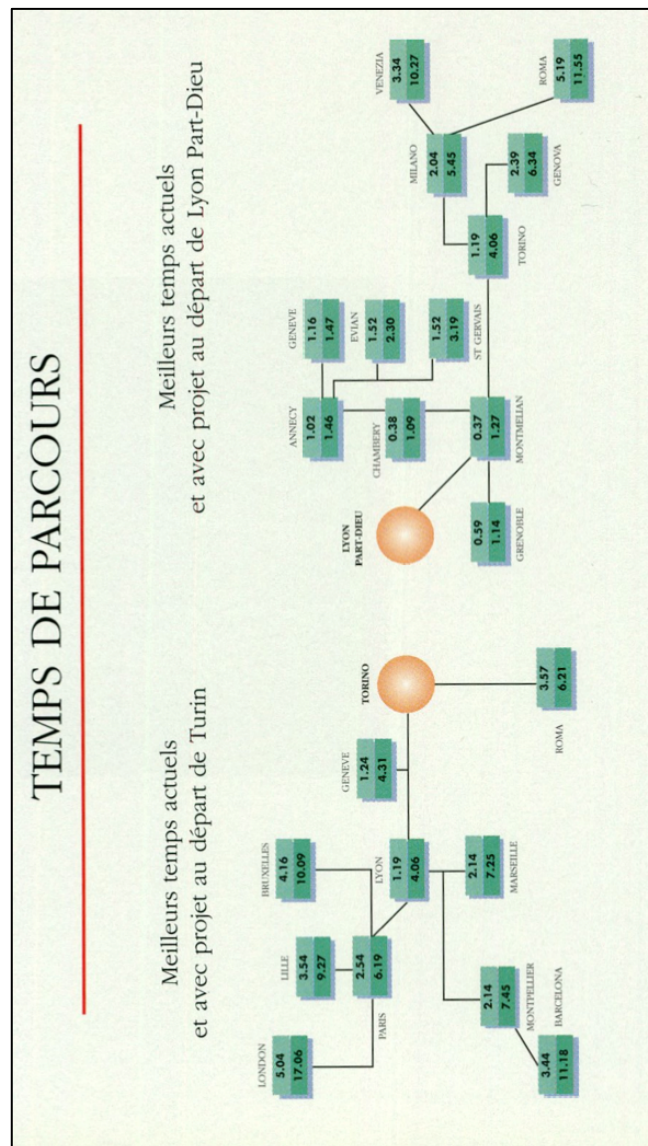 TEMPS DE PARCOURS
Meilleurs temps actuels
et avec projet au départ de Turin
LONDON
5.04
17.06
LILLE
3.54
9.27
BRUXELLES
4.16
10.09
PARIS
2.54
6.19
LYON
1.19
4.06
GENEVE
1.24
4.31
TORINO
MONTPELLIER
2.14
7.45
BARCELONA
3.44
11.18
MARSEILLE
2.14
7.25
ROMA
3.57
6.21
Meilleurs temps actuels
et avec projet au départ de Lyon Part-Dieu
LYON
PART-DIEU
ANNECY
1.02
1.46
GENEVE
1.16
1.47
EVIAN
1.52
2.30
CHAMBERY
0.38
1.09
ST GERVAIS
1.52
3.19
GRENOBLE
0.59
1.14
MONTMELIAN
0.37
1.27
TORINO
1.19
4.06
MILANO
2.04
5.45
VENEZIA
3.34
10.27
GENOVA
2.39
6.34
ROMA
5.19
11.55